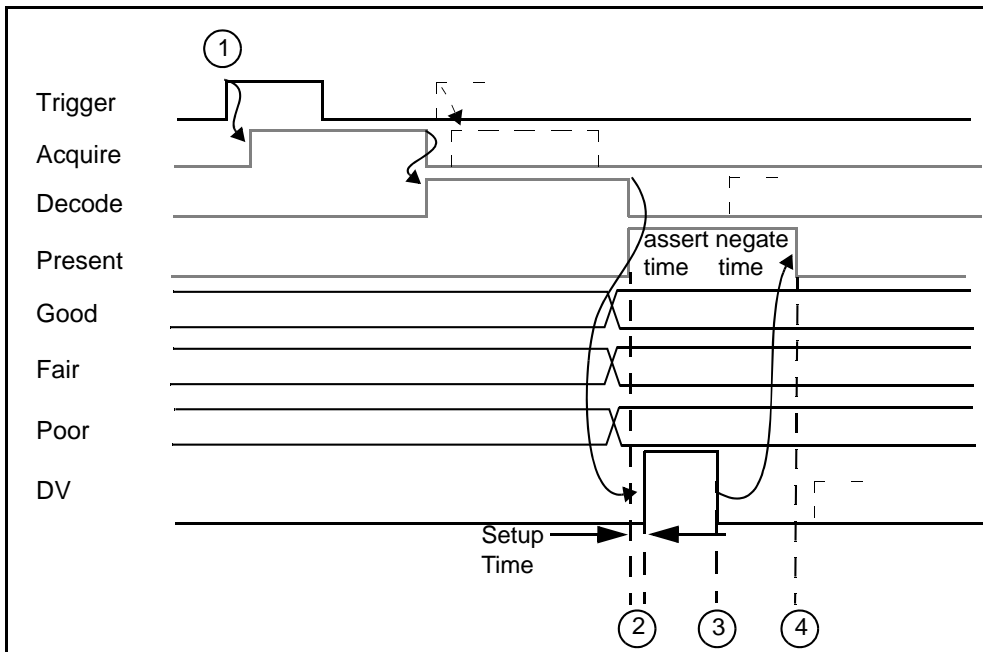 1
Trigger
Acquire
Decode
Present
assert negate
time time
Good
Fair
Poor
DV
Setup
Time
2 3 4